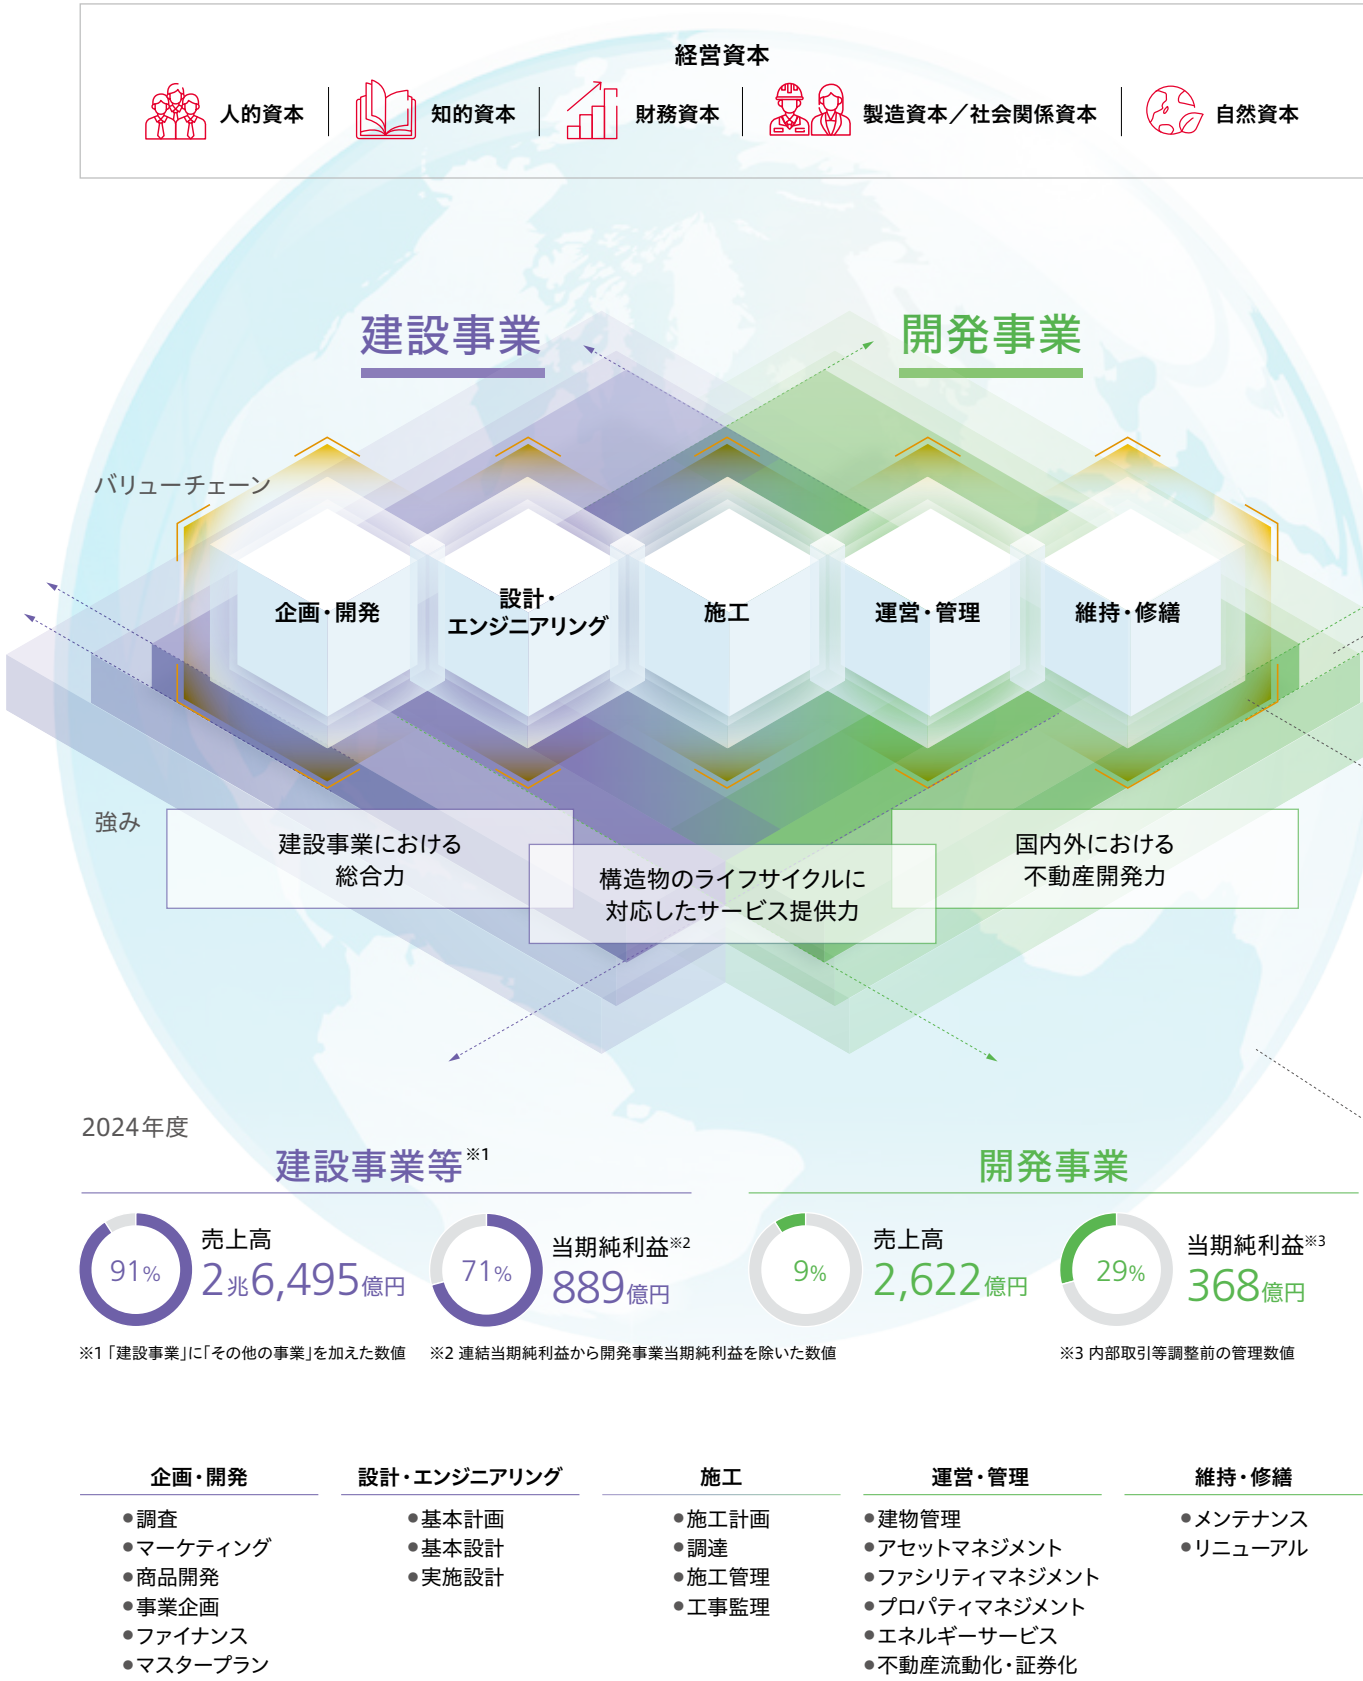 経営資本
人的資本
知的資本
財務資本
製造資本／社会関係資本
自然資本
建設事業
開発事業
バリューチェーン
企画・開発
設計・
エンジニアリング
施工
運営・管理
維持・修繕
強み
建設事業における
総合力
構造物のライフサイクルに
対応したサービス提供力
国内外における
不動産開発力
2024年度
建設事業等※1
91%
売上高
2兆6,495億円
71%
当期純利益※2
889億円
開発事業
9%
売上高
2,622億円
29%
当期純利益※3
368億円
※1「建設事業」に「その他の事業」を加えた数値
※2 連結当期純利益から開発事業当期純利益を除いた数値
※3 内部取引等調整前の管理数値
企画・開発
●調査
●マーケティング
●商品開発
●事業企画
●ファイナンス
●マスタープラン
設計・エンジニアリング
●基本計画
●基本設計
●実施設計
施工
●施工計画
●調達
●施工管理
●工事監理
運営・管理
●建物管理
●アセットマネジメント
●ファシリティマネジメント
●プロパティマネジメント
●エネルギーサービス
●不動産流動化・証券化
維持・修繕
●メンテナンス
●リニューアル